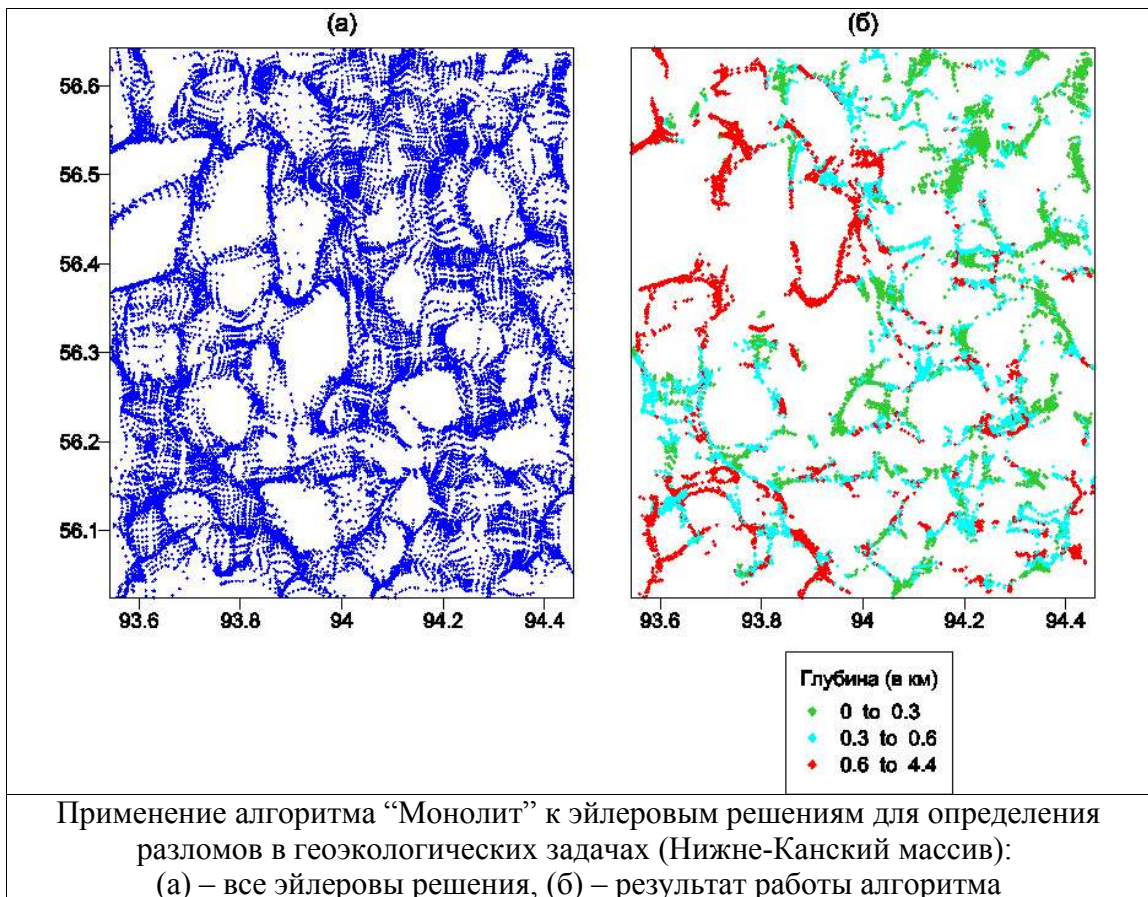 (а) (б)
56.6
56.5
56.4
56.3
56.2
56.1
93.6 93.8 94 94.2 94.4 93.6 93.8 94 94.2 94.4
Глубина (в км)
0 to 0.3
0.3 to 0.6
0.6 to 4.4
Применение алгоритма “Монолит” к эйлеровым решениям для определения
разломов в геоэкологических задачах (Нижне-Канский массив):
(а) – все эйлеровы решения, (б) – результат работы алгоритма